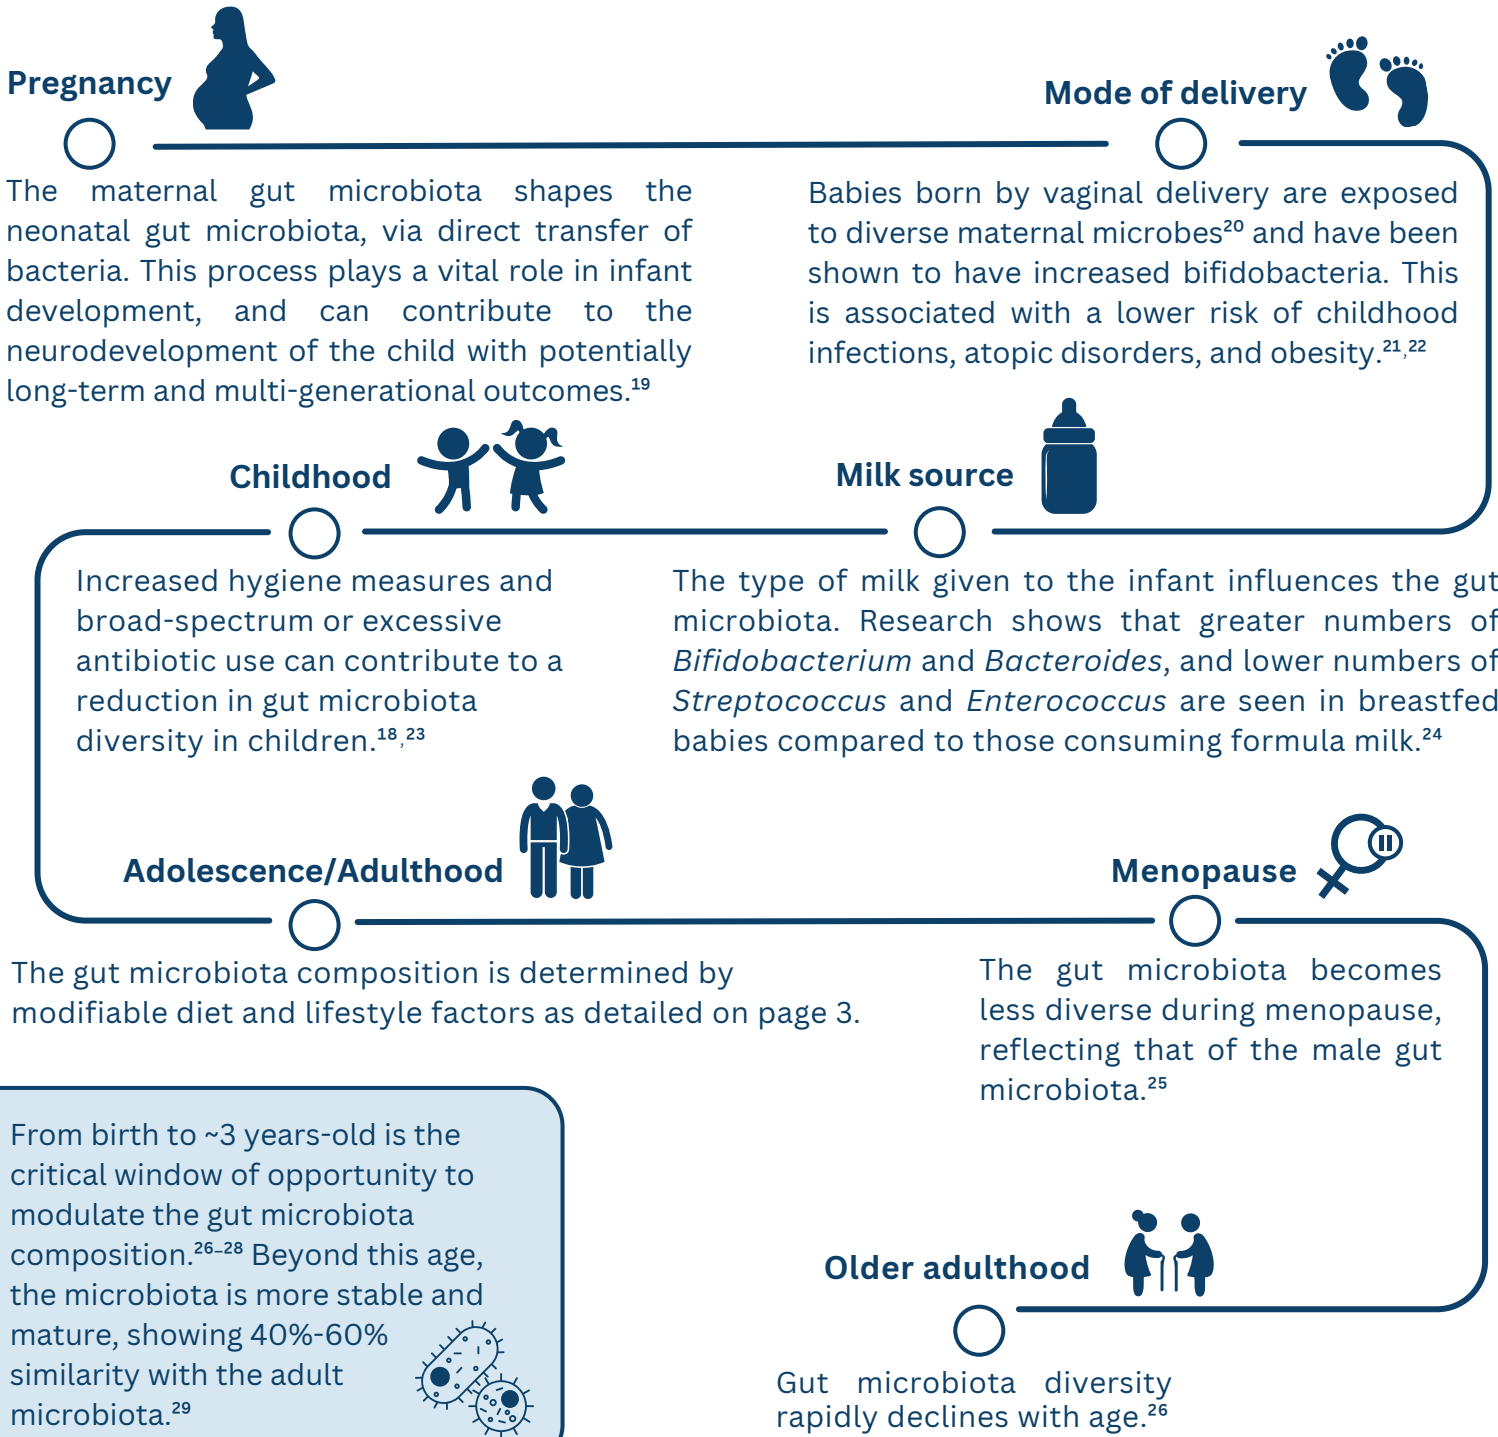 Pregnancy
The maternal gut microbiota shapes the
neonatal gut microbiota, via direct transfer of
bacteria. This process plays a vital role in infant
development, and can contribute to the
neurodevelopment of the child with potentially
long-term and multi-generational outcomes.¹⁹
Mode of delivery
Babies born by vaginal delivery are exposed
to diverse maternal microbes²⁰ and have been
shown to have increased bifidobacteria. This
is associated with a lower risk of childhood
infections, atopic disorders, and obesity.²¹,²²
Milk source
The type of milk given to the infant influences the gut
microbiota. Research shows that greater numbers of
Bifidobacterium and Bacteroides, and lower numbers of
Streptococcus and Enterococcus are seen in breastfed
babies compared to those consuming formula milk.²⁴
Childhood
Increased hygiene measures and
broad-spectrum or excessive
antibiotic use can contribute to a
reduction in gut microbiota
diversity in children.¹⁸,²³
Adolescence/Adulthood
The gut microbiota composition is determined by
modifiable diet and lifestyle factors as detailed on page 3.
Menopause
The gut microbiota becomes
less diverse during menopause,
reflecting that of the male gut
microbiota.²⁵
Older adulthood
Gut microbiota diversity
rapidly declines with age.²⁶
From birth to ~3 years-old is the
critical window of opportunity to
modulate the gut microbiota
composition.²⁶⁻²⁸ Beyond this age,
the microbiota is more stable and
mature, showing 40%-60%
similarity with the adult
microbiota.²⁹